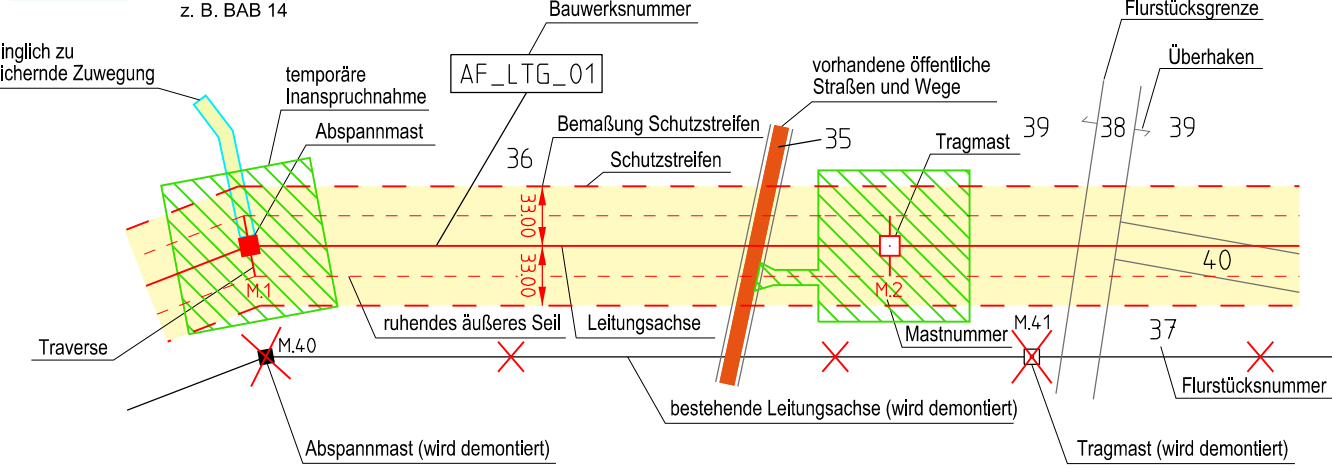 z. B. BAB 14
Bauwerksnummer
Flurstücksgrenze
inglich zu
ichernde Zuwegung
AF_LTG_01
vorhandene öffentliche
Straßen und Wege
Überhaken
temporäre
Inanspruchnahme
Abspannmast
Bemaßung Schutzstreifen
36
Schutzstreifen
35
Tragmast
39
38
39
33.00
33.00
40
M.1
M.2
ruhendes äußeres Seil
Leitungsachse
Mastnummer
M.41
37
Traverse
M.40
Flurstücksnummer
bestehende Leitungsachse (wird demontiert)
Abspannmast (wird demontiert)
Tragmast (wird demontiert)